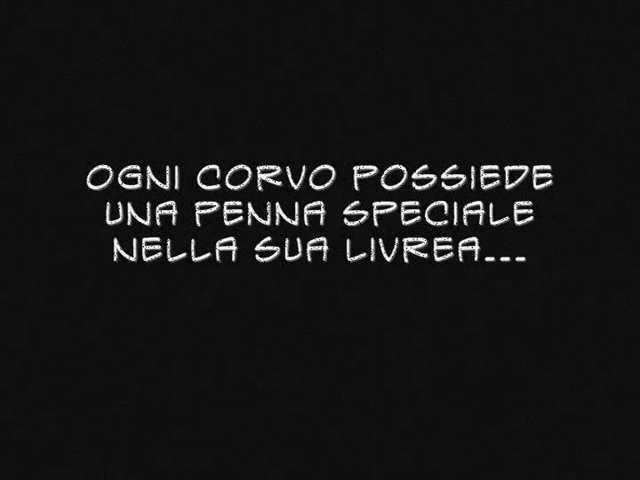 OGNI CORVO POSSIEDE
UNA PENNA SPECIALE
NELLA SUA LIVREA...